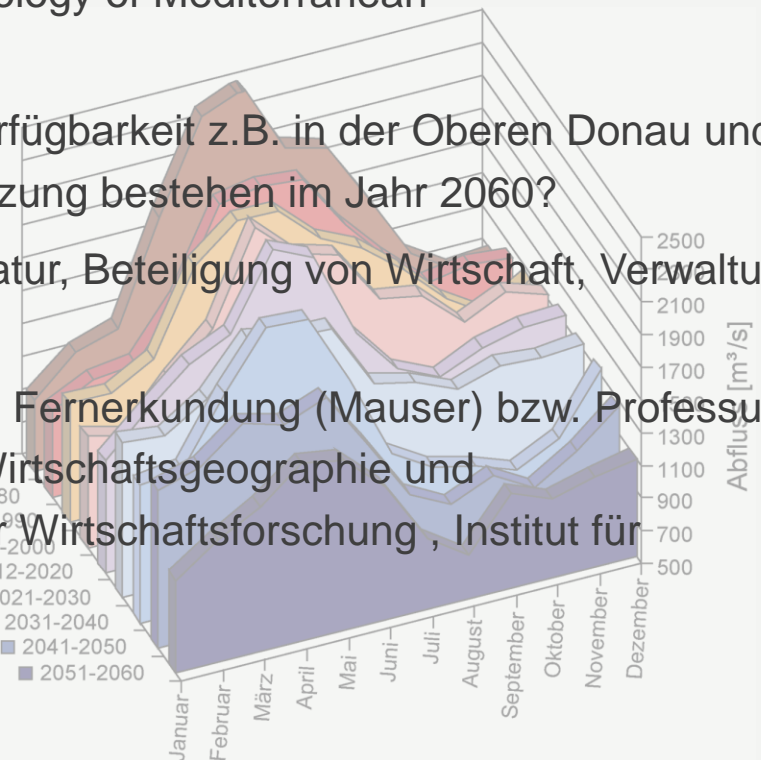 ology of Mediterranean
rfügbarkeit z.B. in der Oberen Donau und
zung bestehen im Jahr 2060?
atur, Beteiligung von Wirtschaft, Verwaltu
Fernerkundung (Mauser) bzw. Professu
Wirtschaftsgeographie und
r Wirtschaftsforschung , Institut für
2500
2100
1900
1700
1300
1100
900
700
500
Abfluss [m³/s]
80
-2000
12-2020
021-2030
2031-2040
2041-2050
2051-2060
Januar
Februar
März
April
Mai
Juni
Juli
August
September
Oktober
November
Dezember